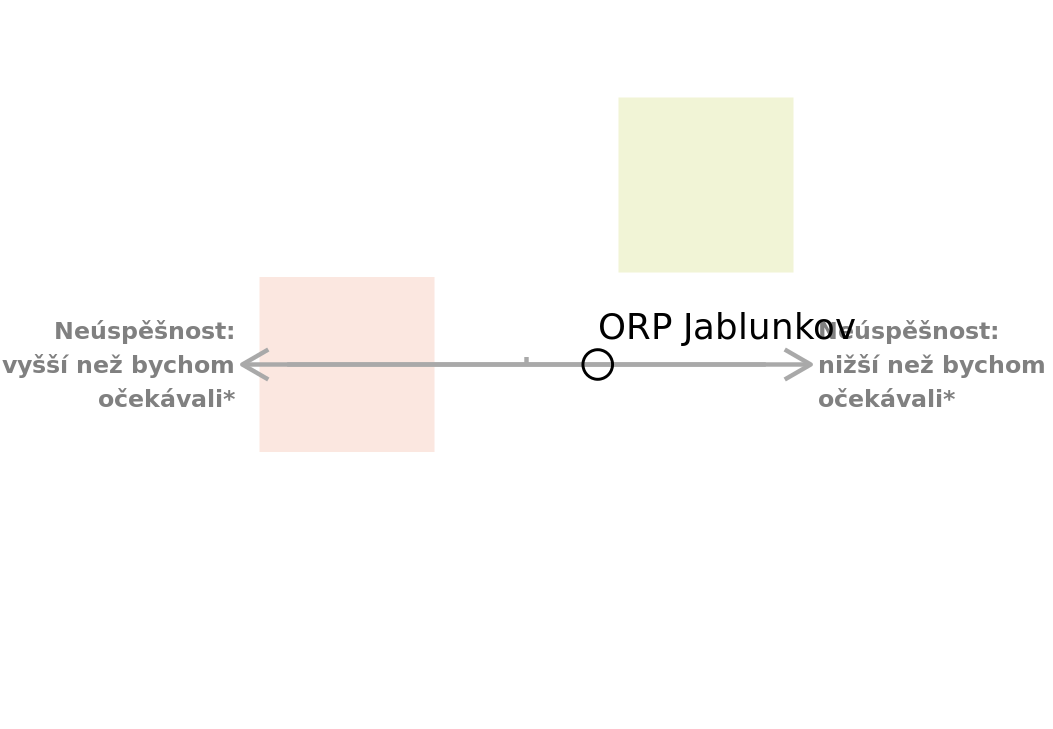 Neúspěšnost:
vyšší než bychom
očekávali*
ORP Jablunkov
Neúspěšnost:
nižší než bychom
očekávali*